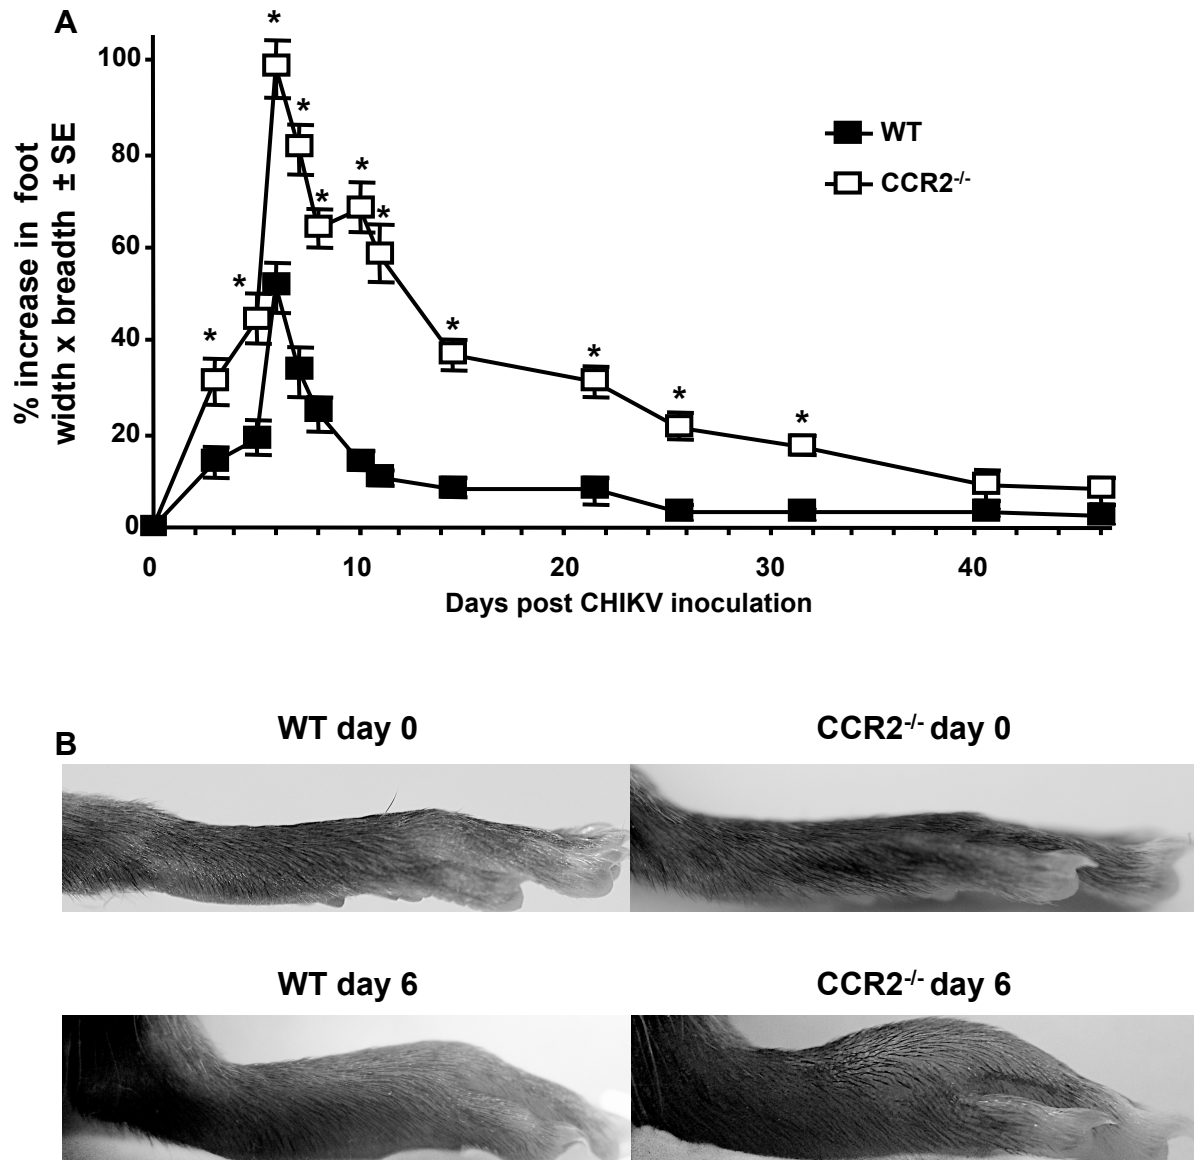 A
% increase in foot
width x breadth ± SE
100
80
60
40
20
0
* * * * * * * * * * * *
WT
CCR2-/-
0 10 20 30 40
Days post CHIKV inoculation
B
WT day 0
CCR2-/- day 0
WT day 6
CCR2-/- day 6